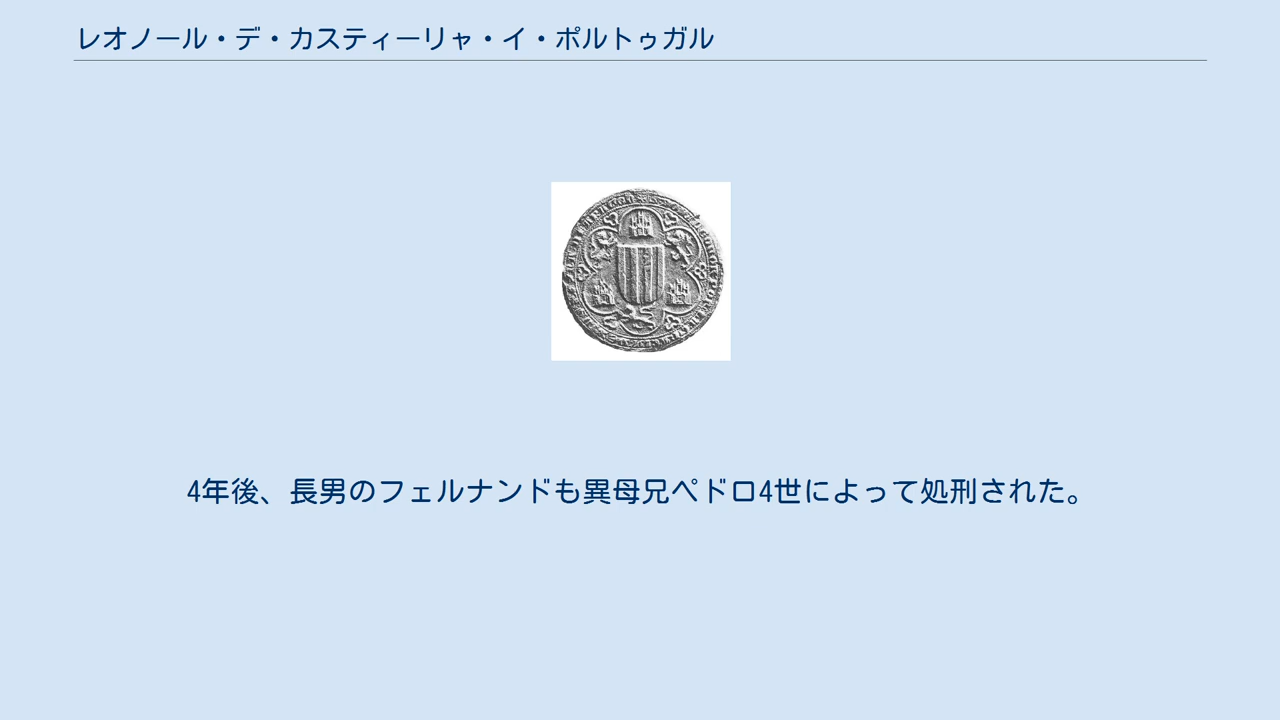 レオノール・デ・カスティーリャ・イ・ポルトゥガル
4年後、長男のフェルナンドも異母兄ペドロ4世によって処刑された。